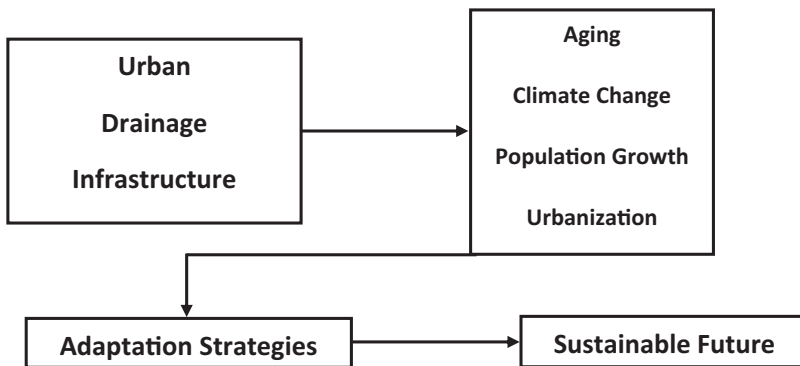 Urban
Drainage
Infrastructure
Aging
Climate Change
Population Growth
Urbanization
Adaptation Strategies
Sustainable Future